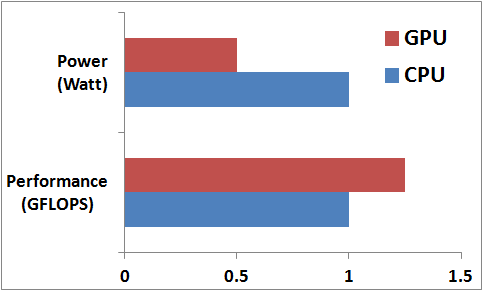 GPU
CPU
Power
(Watt)
Performance
(GFLOPS)
0
0.5
1
1.5